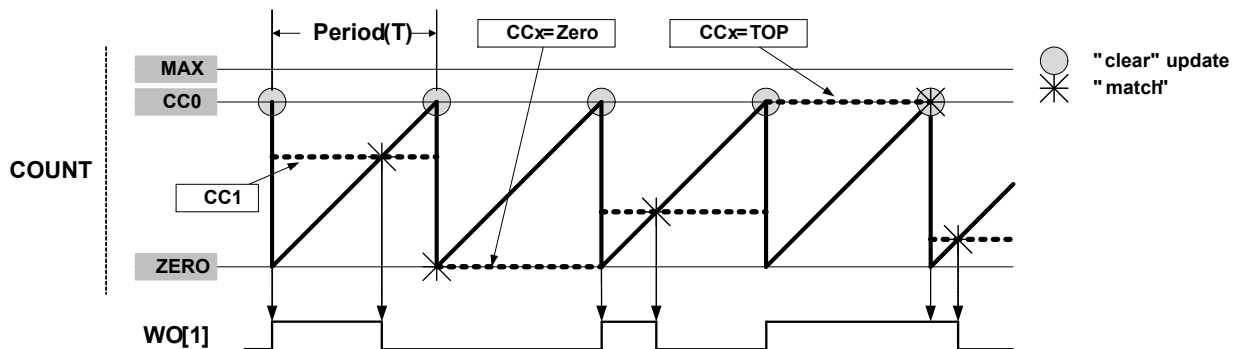 Period(T)
CCx=Zero
CCx=TOP
"clear" update
"match"
MAX
CC0
COUNT
CC1
ZERO
WO[1]